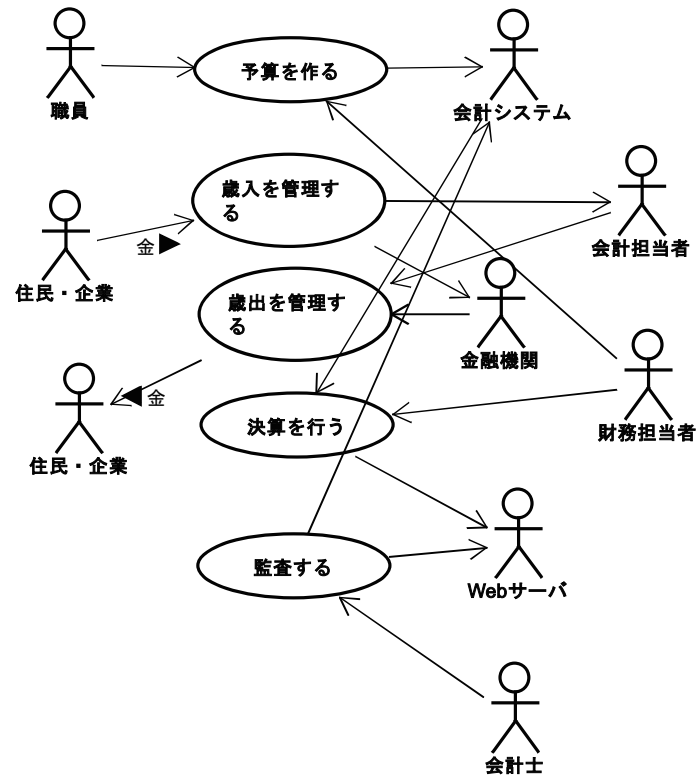 予算を作る
職員
会計システム
歳入を管理す
る
会計担当者
金
住民・企業
歳出を管理す
る
金融機関
金
住民・企業
決算を行う
財務担当者
監査する
Webサーバ
会計士